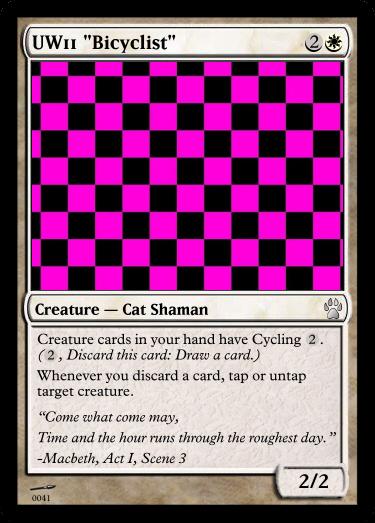 UW11 "Bicyclist" 2
Creature — Cat Shaman
Creature cards in your hand have Cycling 2.
(2, Discard this card: Draw a card.)
Whenever you discard a card, tap or untap
target creature.
“Come what come may,
Time and the hour runs through the roughest day.”
-Macbeth, Act I, Scene 3
2/2
0041